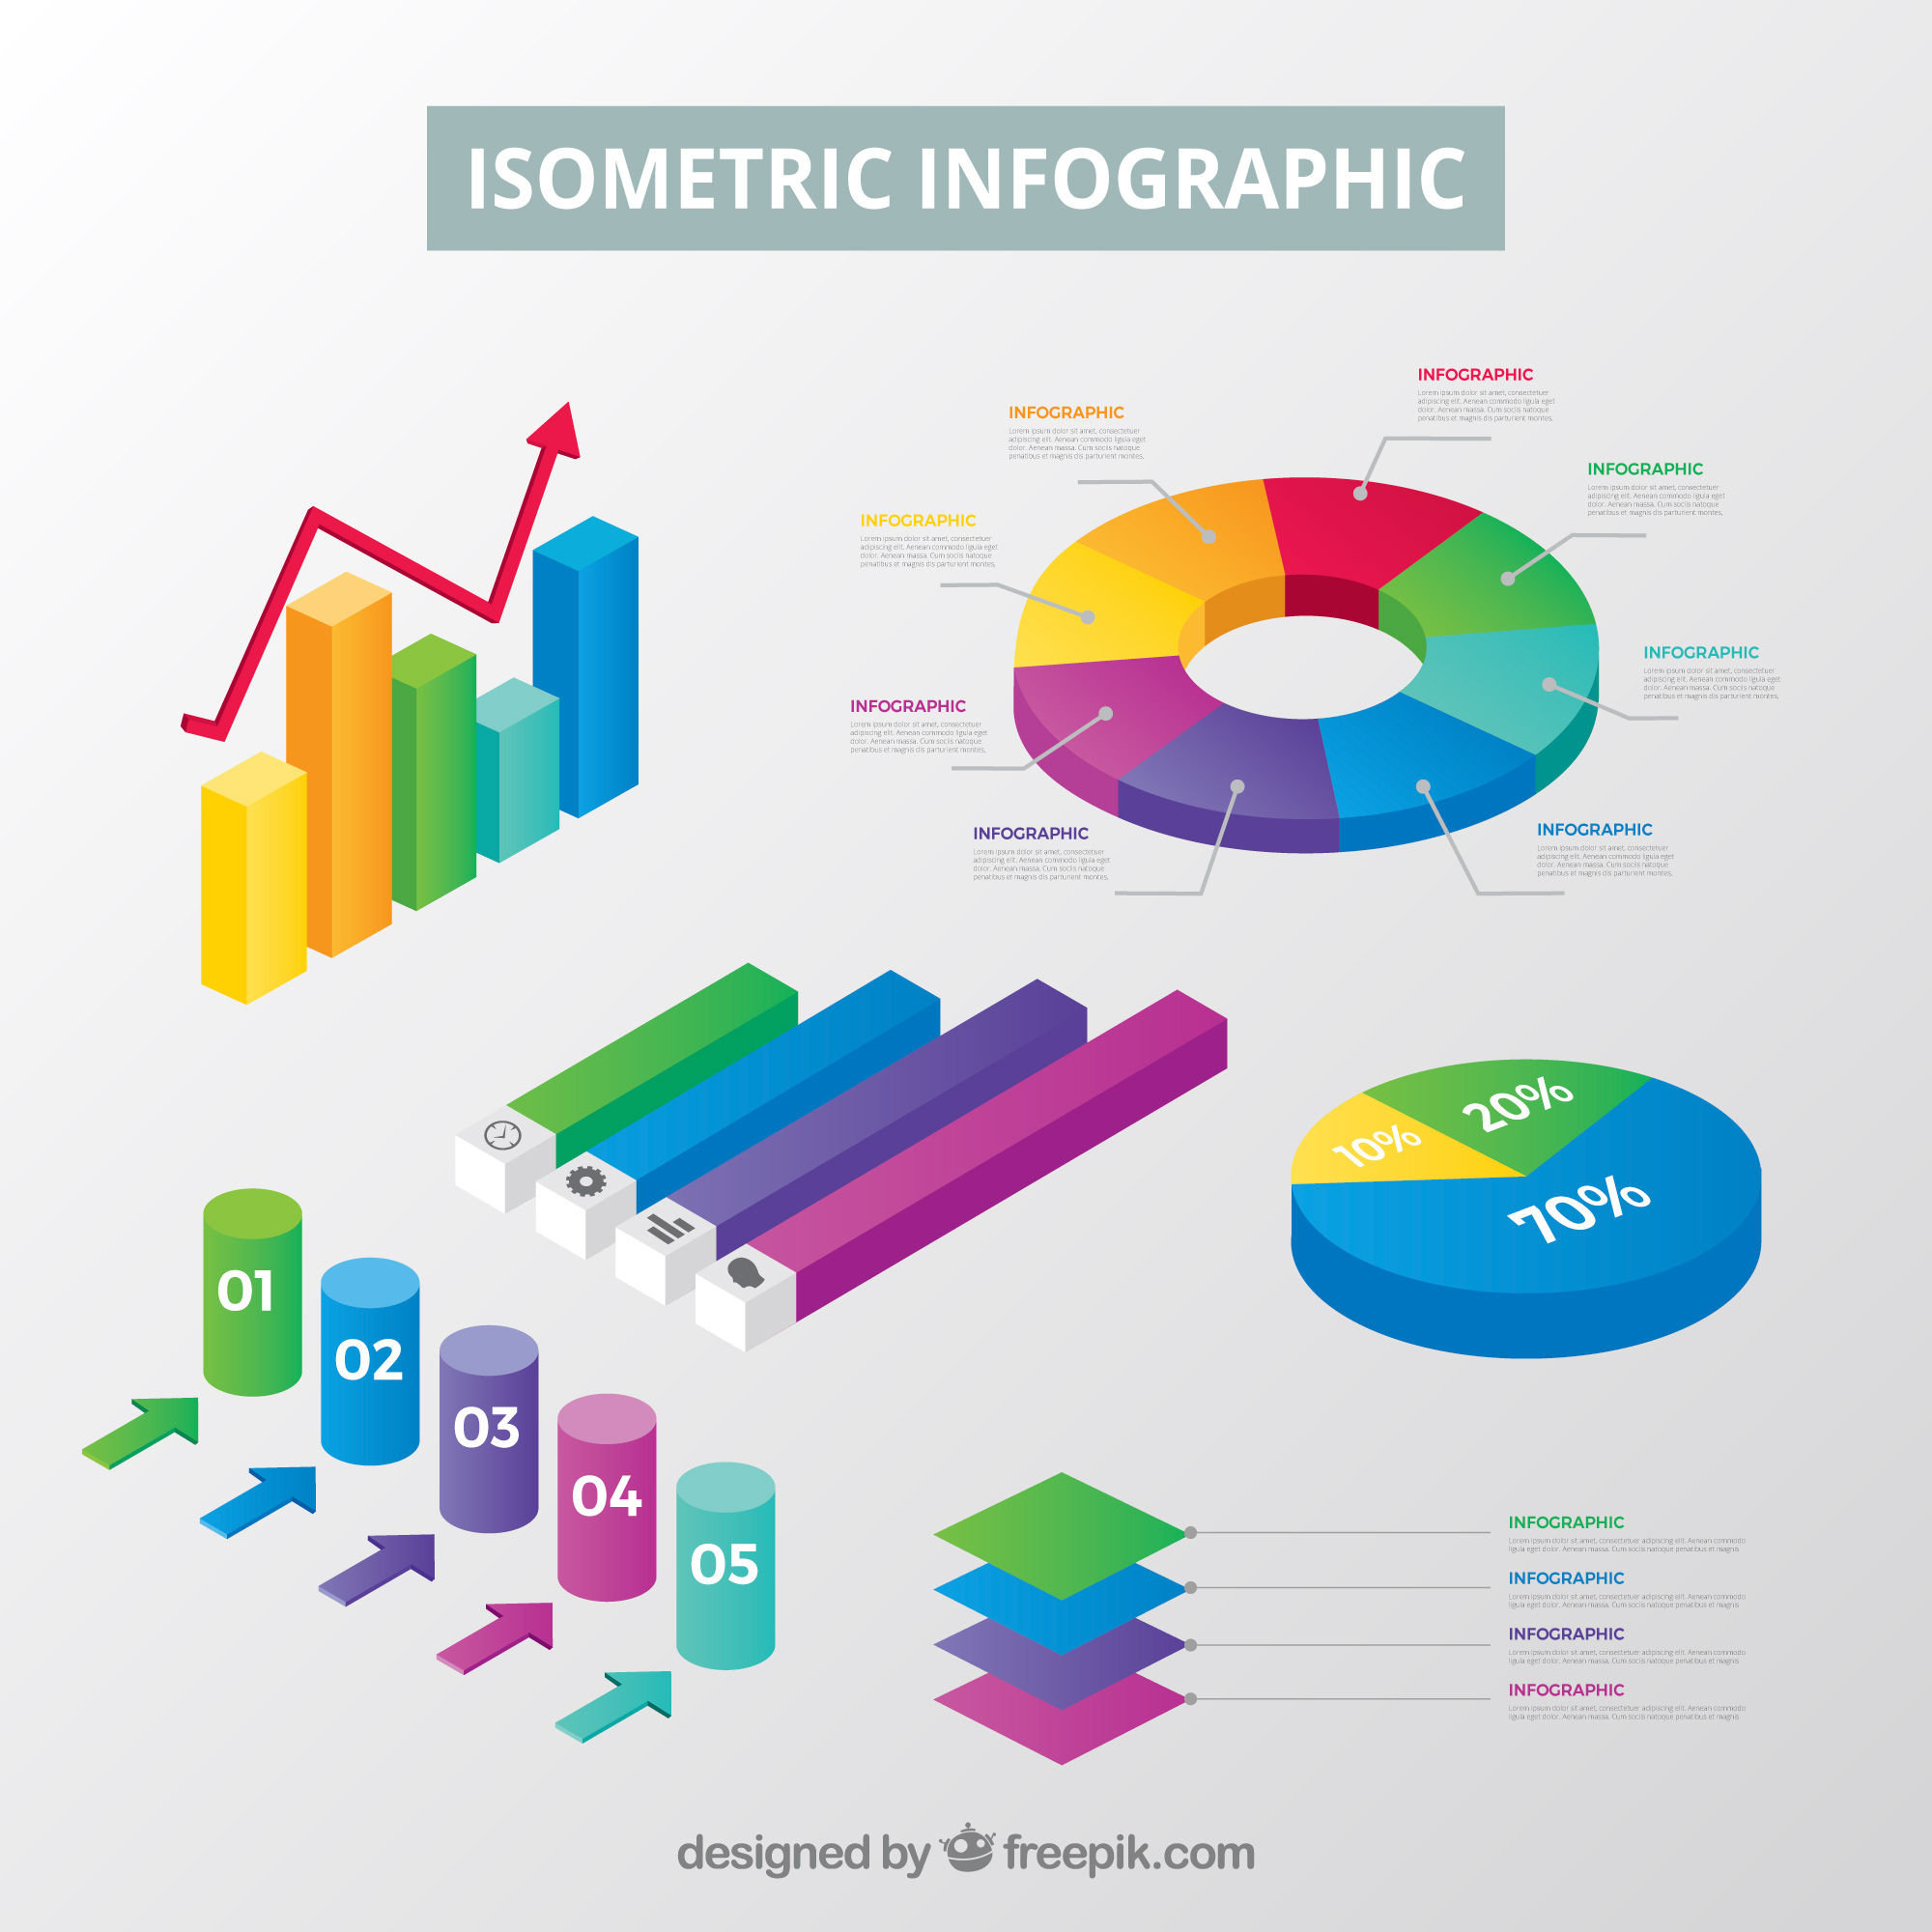 ISOMETRIC INFOGRAPHIC
INFOGRAPHIC
Lorem ipsum dolor sit amet, consectetuer
adipiscing elit. Aenean commodo ligula eget
dolor. Aenean massa. Cum sociis natoque
penatibus et magnis dis parturient montes,
INFOGRAPHIC
Lorem ipsum dolor sit amet, consectetuer
adipiscing elit. Aenean commodo ligula eget
dolor. Aenean massa. Cum sociis natoque
penatibus et magnis dis parturient montes,
INFOGRAPHIC
Lorem ipsum dolor sit amet, consectetuer
adipiscing elit. Aenean commodo ligula eget
dolor. Aenean massa. Cum sociis natoque
penatibus et magnis dis parturient montes,
INFOGRAPHIC
Lorem ipsum dolor sit amet, consectetuer
adipiscing elit. Aenean commodo ligula eget
dolor. Aenean massa. Cum sociis natoque
penatibus et magnis dis parturient montes,
INFOGRAPHIC
Lorem ipsum dolor sit amet, consectetuer
adipiscing elit. Aenean commodo ligula eget
dolor. Aenean massa. Cum sociis natoque
penatibus et magnis dis parturient montes,
INFOGRAPHIC
Lorem ipsum dolor sit amet, consectetuer
adipiscing elit. Aenean commodo ligula eget
dolor. Aenean massa. Cum sociis natoque
penatibus et magnis dis parturient montes,
INFOGRAPHIC
Lorem ipsum dolor sit amet, consectetuer
adipiscing elit. Aenean commodo ligula eget
dolor. Aenean massa. Cum sociis natoque
penatibus et magnis dis parturient montes,
INFOGRAPHIC
Lorem ipsum dolor sit amet, consectetuer
adipiscing elit. Aenean commodo ligula eget
dolor. Aenean massa. Cum sociis natoque
penatibus et magnis dis parturient montes,
20%
10%
70%
01
02
03
04
05
INFOGRAPHIC
Lorem ipsum dolor sit amet, consectetuer adipiscing elit. Aenean commodo
ligula eget dolor. Aenean massa. Cum sociis natoque penatibus et magnis
INFOGRAPHIC
Lorem ipsum dolor sit amet, consectetuer adipiscing elit. Aenean commodo
ligula eget dolor. Aenean massa. Cum sociis natoque penatibus et magnis
INFOGRAPHIC
Lorem ipsum dolor sit amet, consectetuer adipiscing elit. Aenean commodo
ligula eget dolor. Aenean massa. Cum sociis natoque penatibus et magnis
INFOGRAPHIC
Lorem ipsum dolor sit amet, consectetuer adipiscing elit. Aenean commodo
ligula eget dolor. Aenean massa. Cum sociis natoque penatibus et magnis
designed by freepik.com